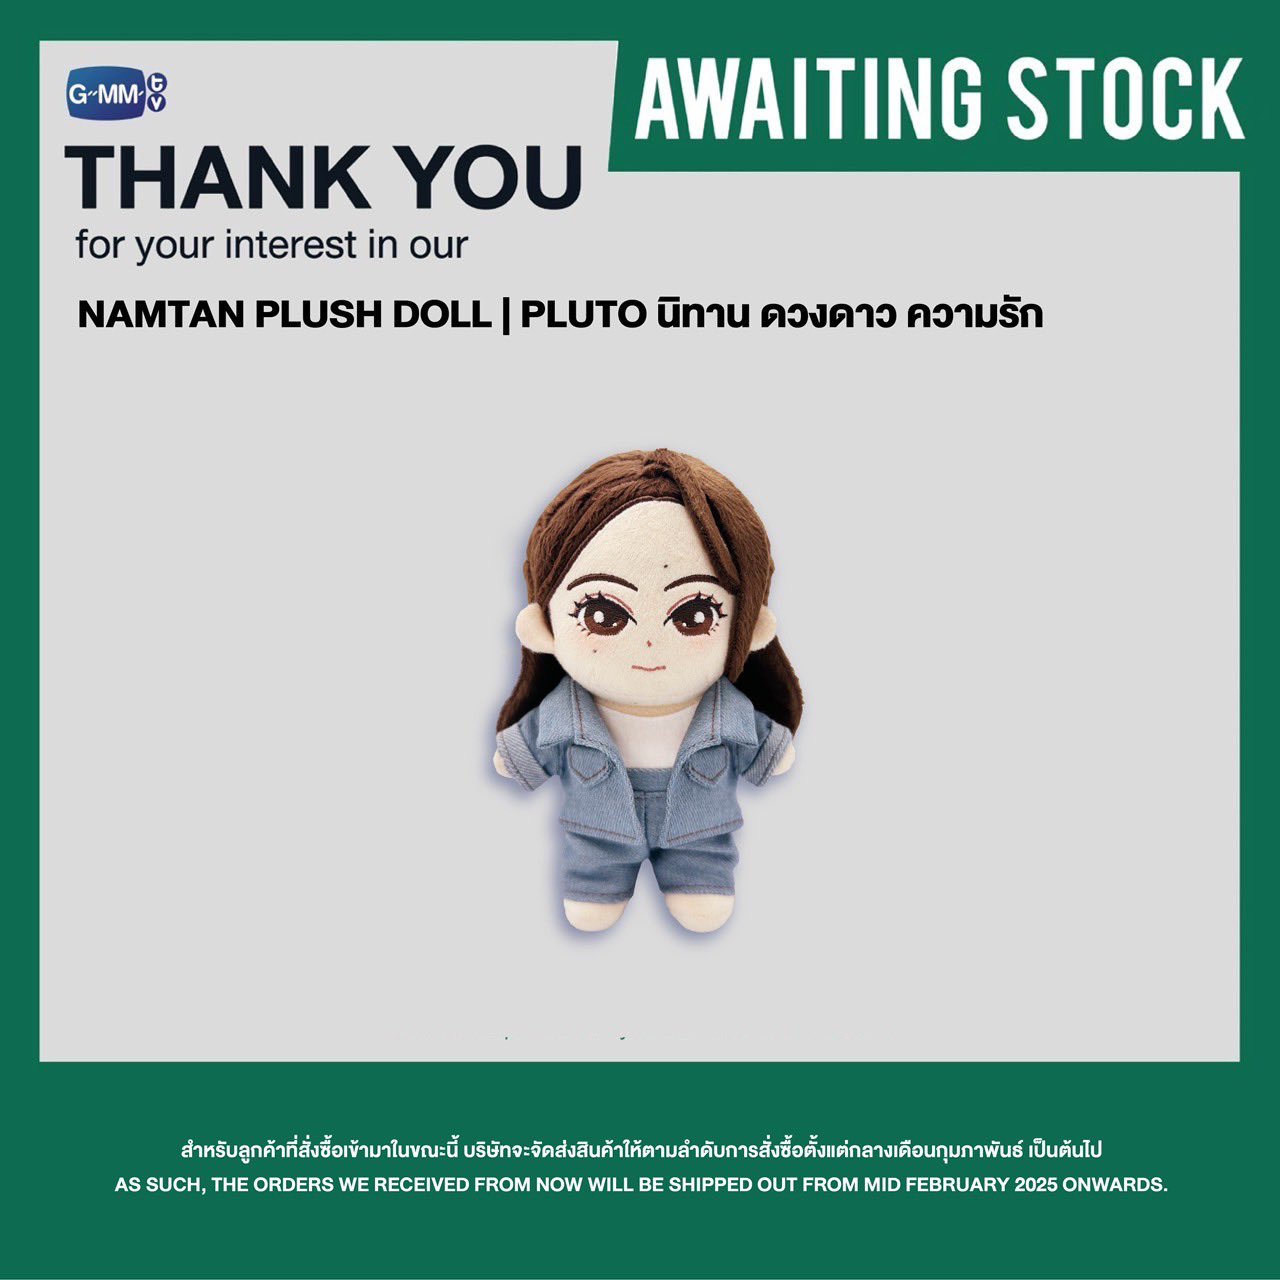 G-MM-tv
AWAITING STOCK
THANK YOU
for your interest in our
NAMTAN PLUSH DOLL | PLUTO นิทาน ดวงดาว ความรัก
สำหรับลูกค้าที่สั่งซื้อเข้ามาในขณะนี้ บริษัทจะจัดส่งสินค้าให้ตามลำดับการสั่งซื้อตั้งแต่กลางเดือนกุมภาพันธ์ เป็นต้นไป
AS SUCH, THE ORDERS WE RECEIVED FROM NOW WILL BE SHIPPED OUT FROM MID FEBRUARY 2025 ONWARDS.